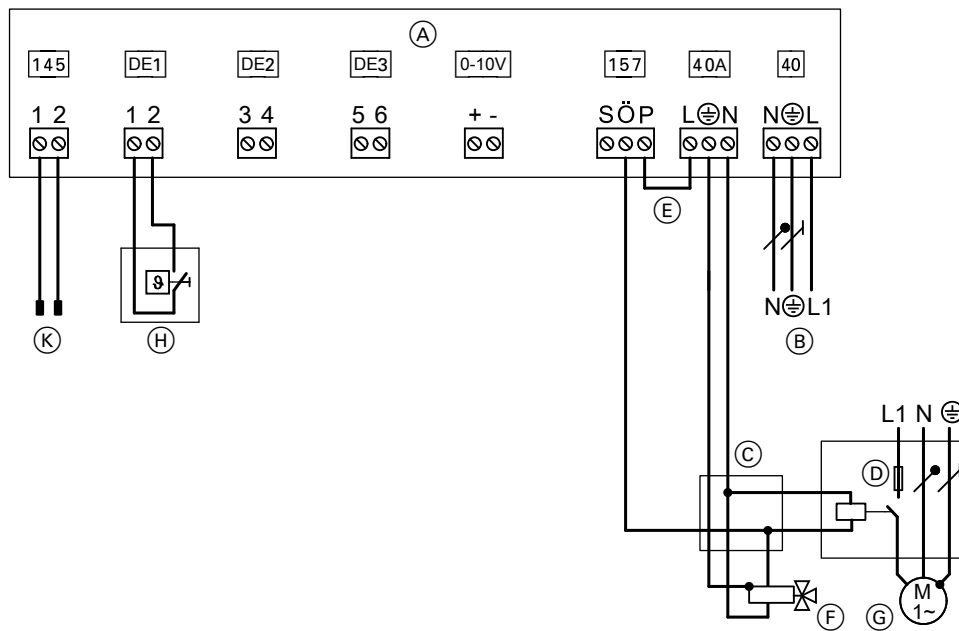 A
145 DE1 DE2 DE3 0-10V 157 40A 40
1 2 1 2 3 4 5 6 + - S Ö P L N N L
E
N L1
K H B
L1 N
C
D
M
1~
F G